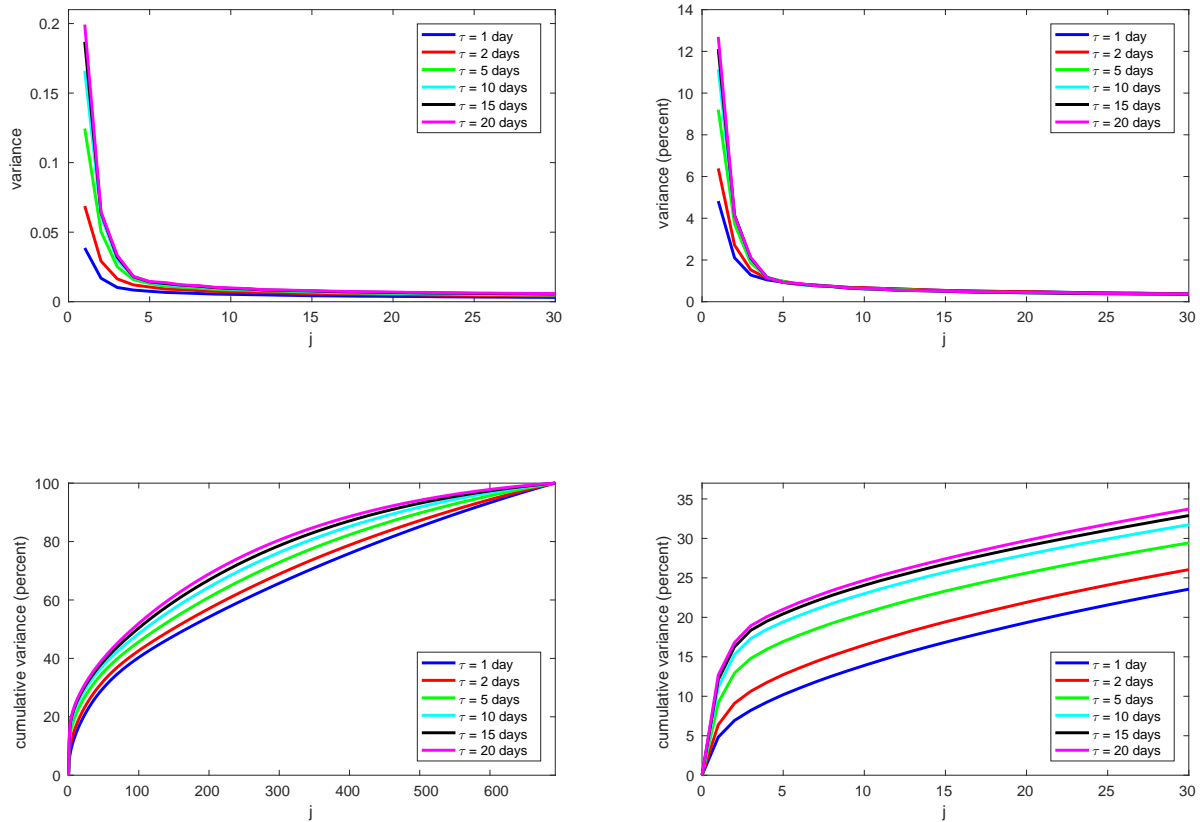 0.2
0.15
0.1
0.05
0
variance
0 5 10 15 20 25 30
j
τ = 1 day
τ = 2 days
τ = 5 days
τ = 10 days
τ = 15 days
τ = 20 days
14
12
10
8
6
4
2
0
variance (percent)
0 5 10 15 20 25 30
j
τ = 1 day
τ = 2 days
τ = 5 days
τ = 10 days
τ = 15 days
τ = 20 days
100
80
60
40
20
0
cumulative variance (percent)
0 100 200 300 400 500 600
j
τ = 1 day
τ = 2 days
τ = 5 days
τ = 10 days
τ = 15 days
τ = 20 days
35
30
25
20
15
10
5
0
cumulative variance (percent)
0 5 10 15 20 25 30
j
τ = 1 day
τ = 2 days
τ = 5 days
τ = 10 days
τ = 15 days
τ = 20 days